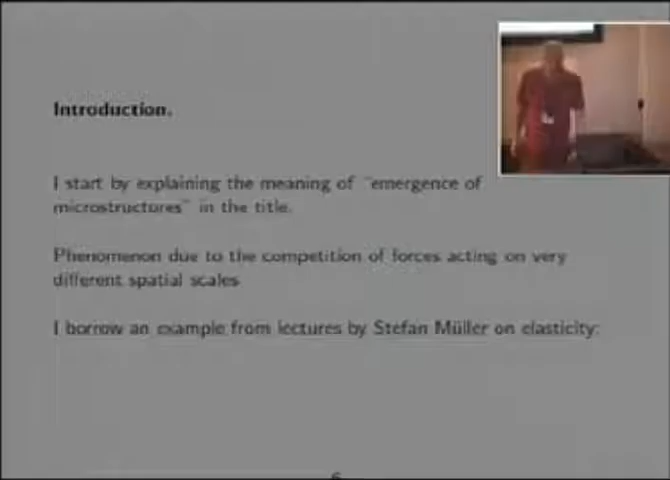 Introduction.
I start by explaining the meaning of "emergence of
microstructures" in the title.
Phenomenon due to the competition of forces acting on very
different spatial scales
I borrow an example from lectures by Stefan Müller on elasticity:
6